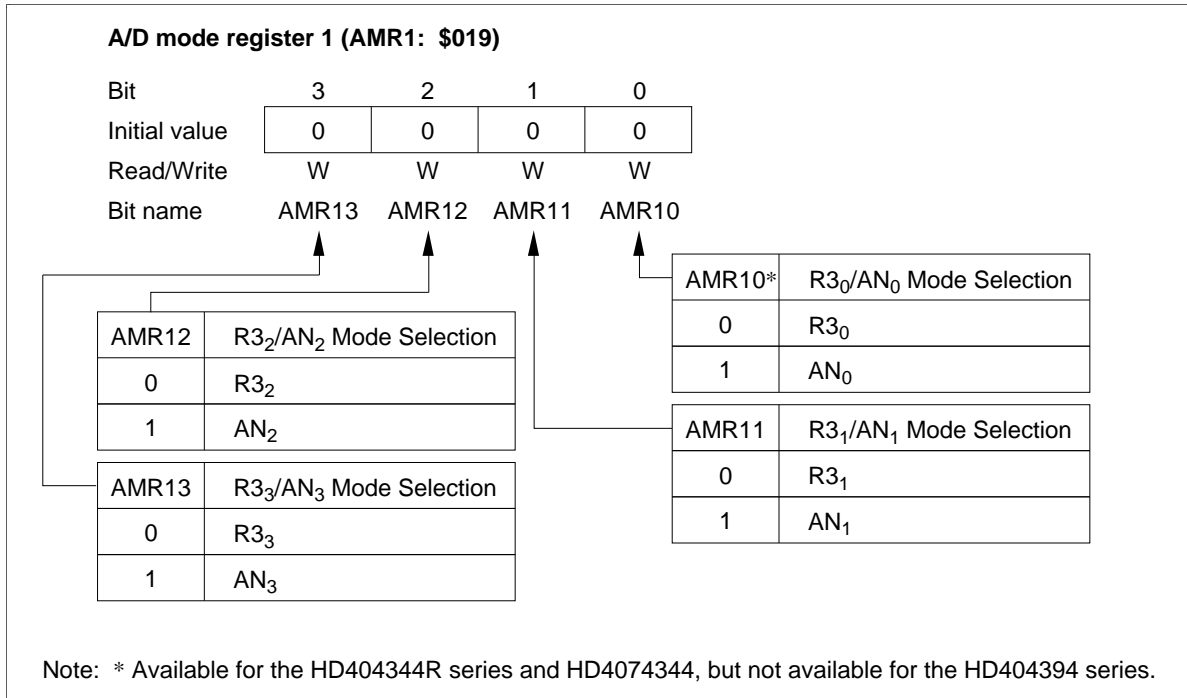 A/D mode register 1 (AMR1: $019)
Bit 3 2 1 0
Initial value 0 0 0 0
Read/Write W W W W
Bit name AMR13 AMR12 AMR11 AMR10
AMR12 R3₂/AN₂ Mode Selection
0 R3₂
1 AN₂
AMR13 R3₃/AN₃ Mode Selection
0 R3₃
1 AN₃
AMR10* R3₀/AN₀ Mode Selection
0 R3₀
1 AN₀
AMR11 R3₁/AN₁ Mode Selection
0 R3₁
1 AN₁
Note: * Available for the HD404344R series and HD4074344, but not available for the HD404394 series.